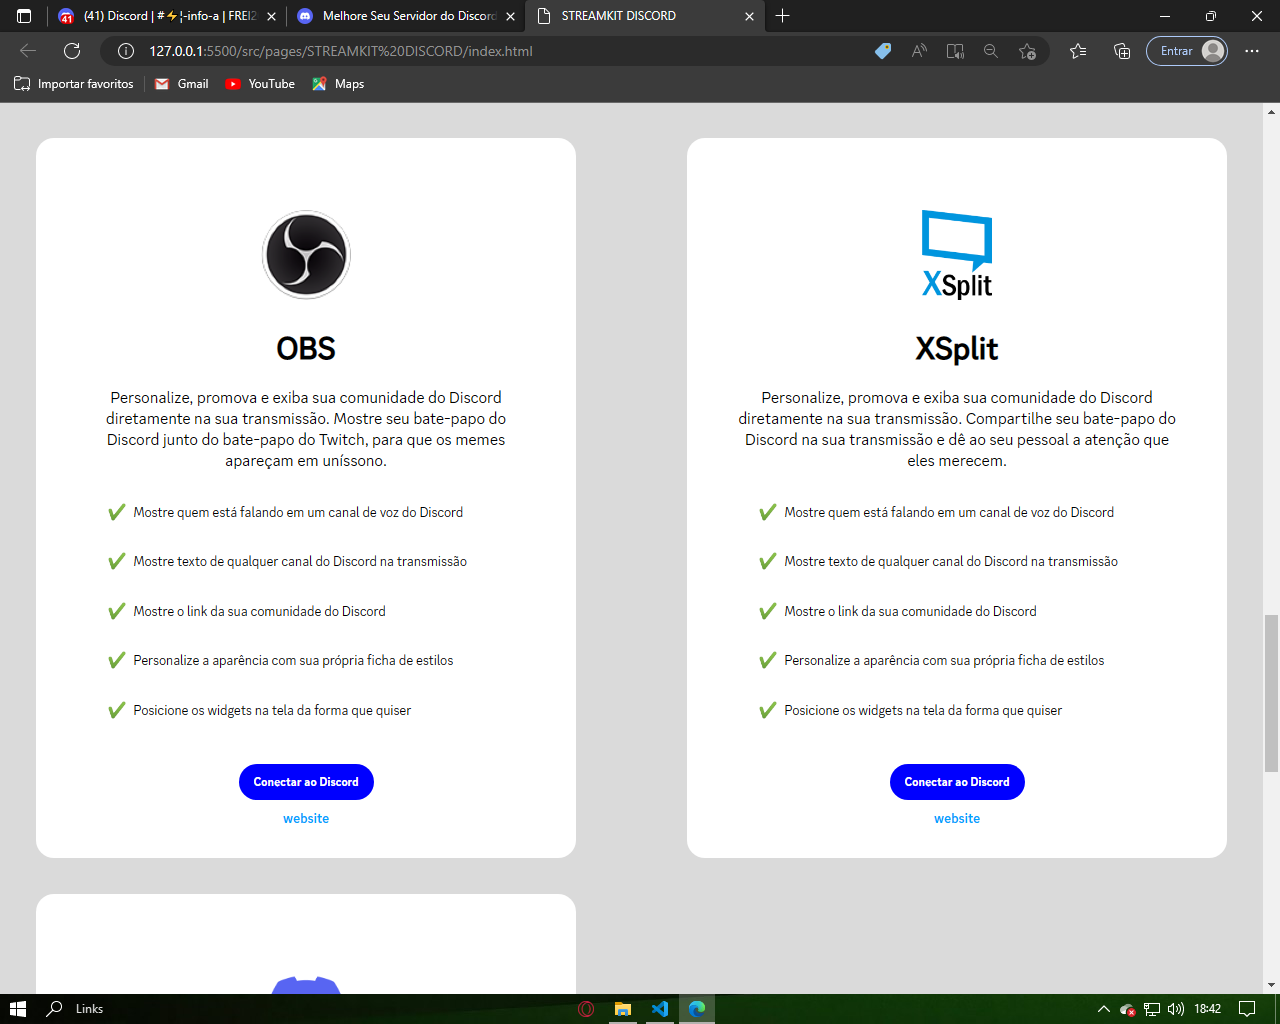 41
(41) Discord | #⚡¦-info-a | FREI2
Melhore Seu Servidor do Discord
STREAMKIT DISCORD
127.0.0.1:5500/src/pages/STREAMKIT%20DISCORD/index.html
Entrar
Importar favoritos
Gmail
YouTube
Maps
XSplit
OBS
Personalize, promova e exiba sua comunidade do Discord
diretamente na sua transmissão. Mostre seu bate-papo do
Discord junto do bate-papo do Twitch, para que os memes
apareçam em uníssono.
✔ Mostre quem está falando em um canal de voz do Discord
✔ Mostre texto de qualquer canal do Discord na transmissão
✔ Mostre o link da sua comunidade do Discord
✔ Personalize a aparência com sua própria ficha de estilos
✔ Posicione os widgets na tela da forma que quiser
Conectar ao Discord
website
XSplit
Personalize, promova e exiba sua comunidade do Discord
diretamente na sua transmissão. Compartilhe seu bate-papo do
Discord na sua transmissão e dê ao seu pessoal a atenção que
eles merecem.
✔ Mostre quem está falando em um canal de voz do Discord
✔ Mostre texto de qualquer canal do Discord na transmissão
✔ Mostre o link da sua comunidade do Discord
✔ Personalize a aparência com sua própria ficha de estilos
✔ Posicione os widgets na tela da forma que quiser
Conectar ao Discord
website
Links
18:42